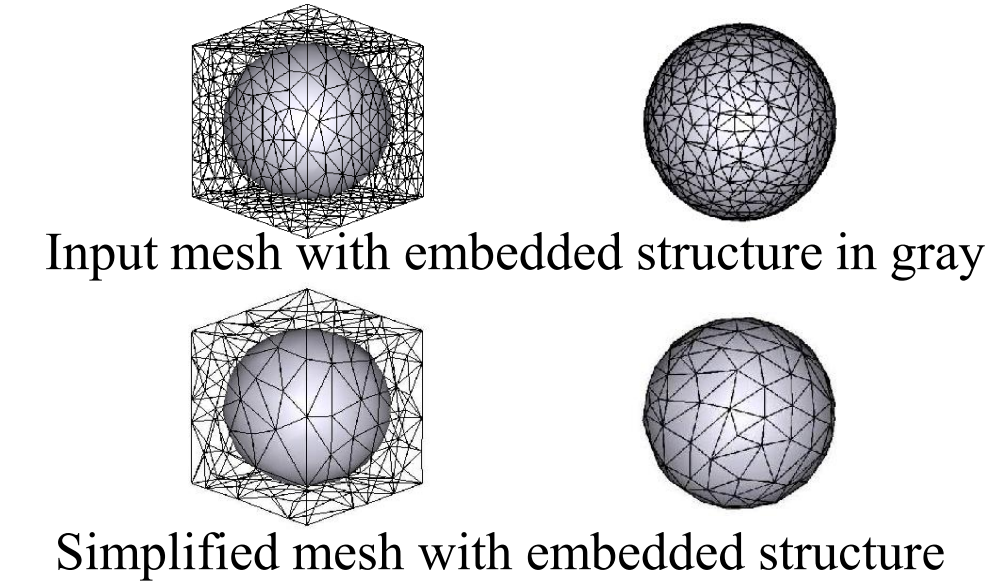 Input mesh with embedded structure in gray
Simplified mesh with embedded structure